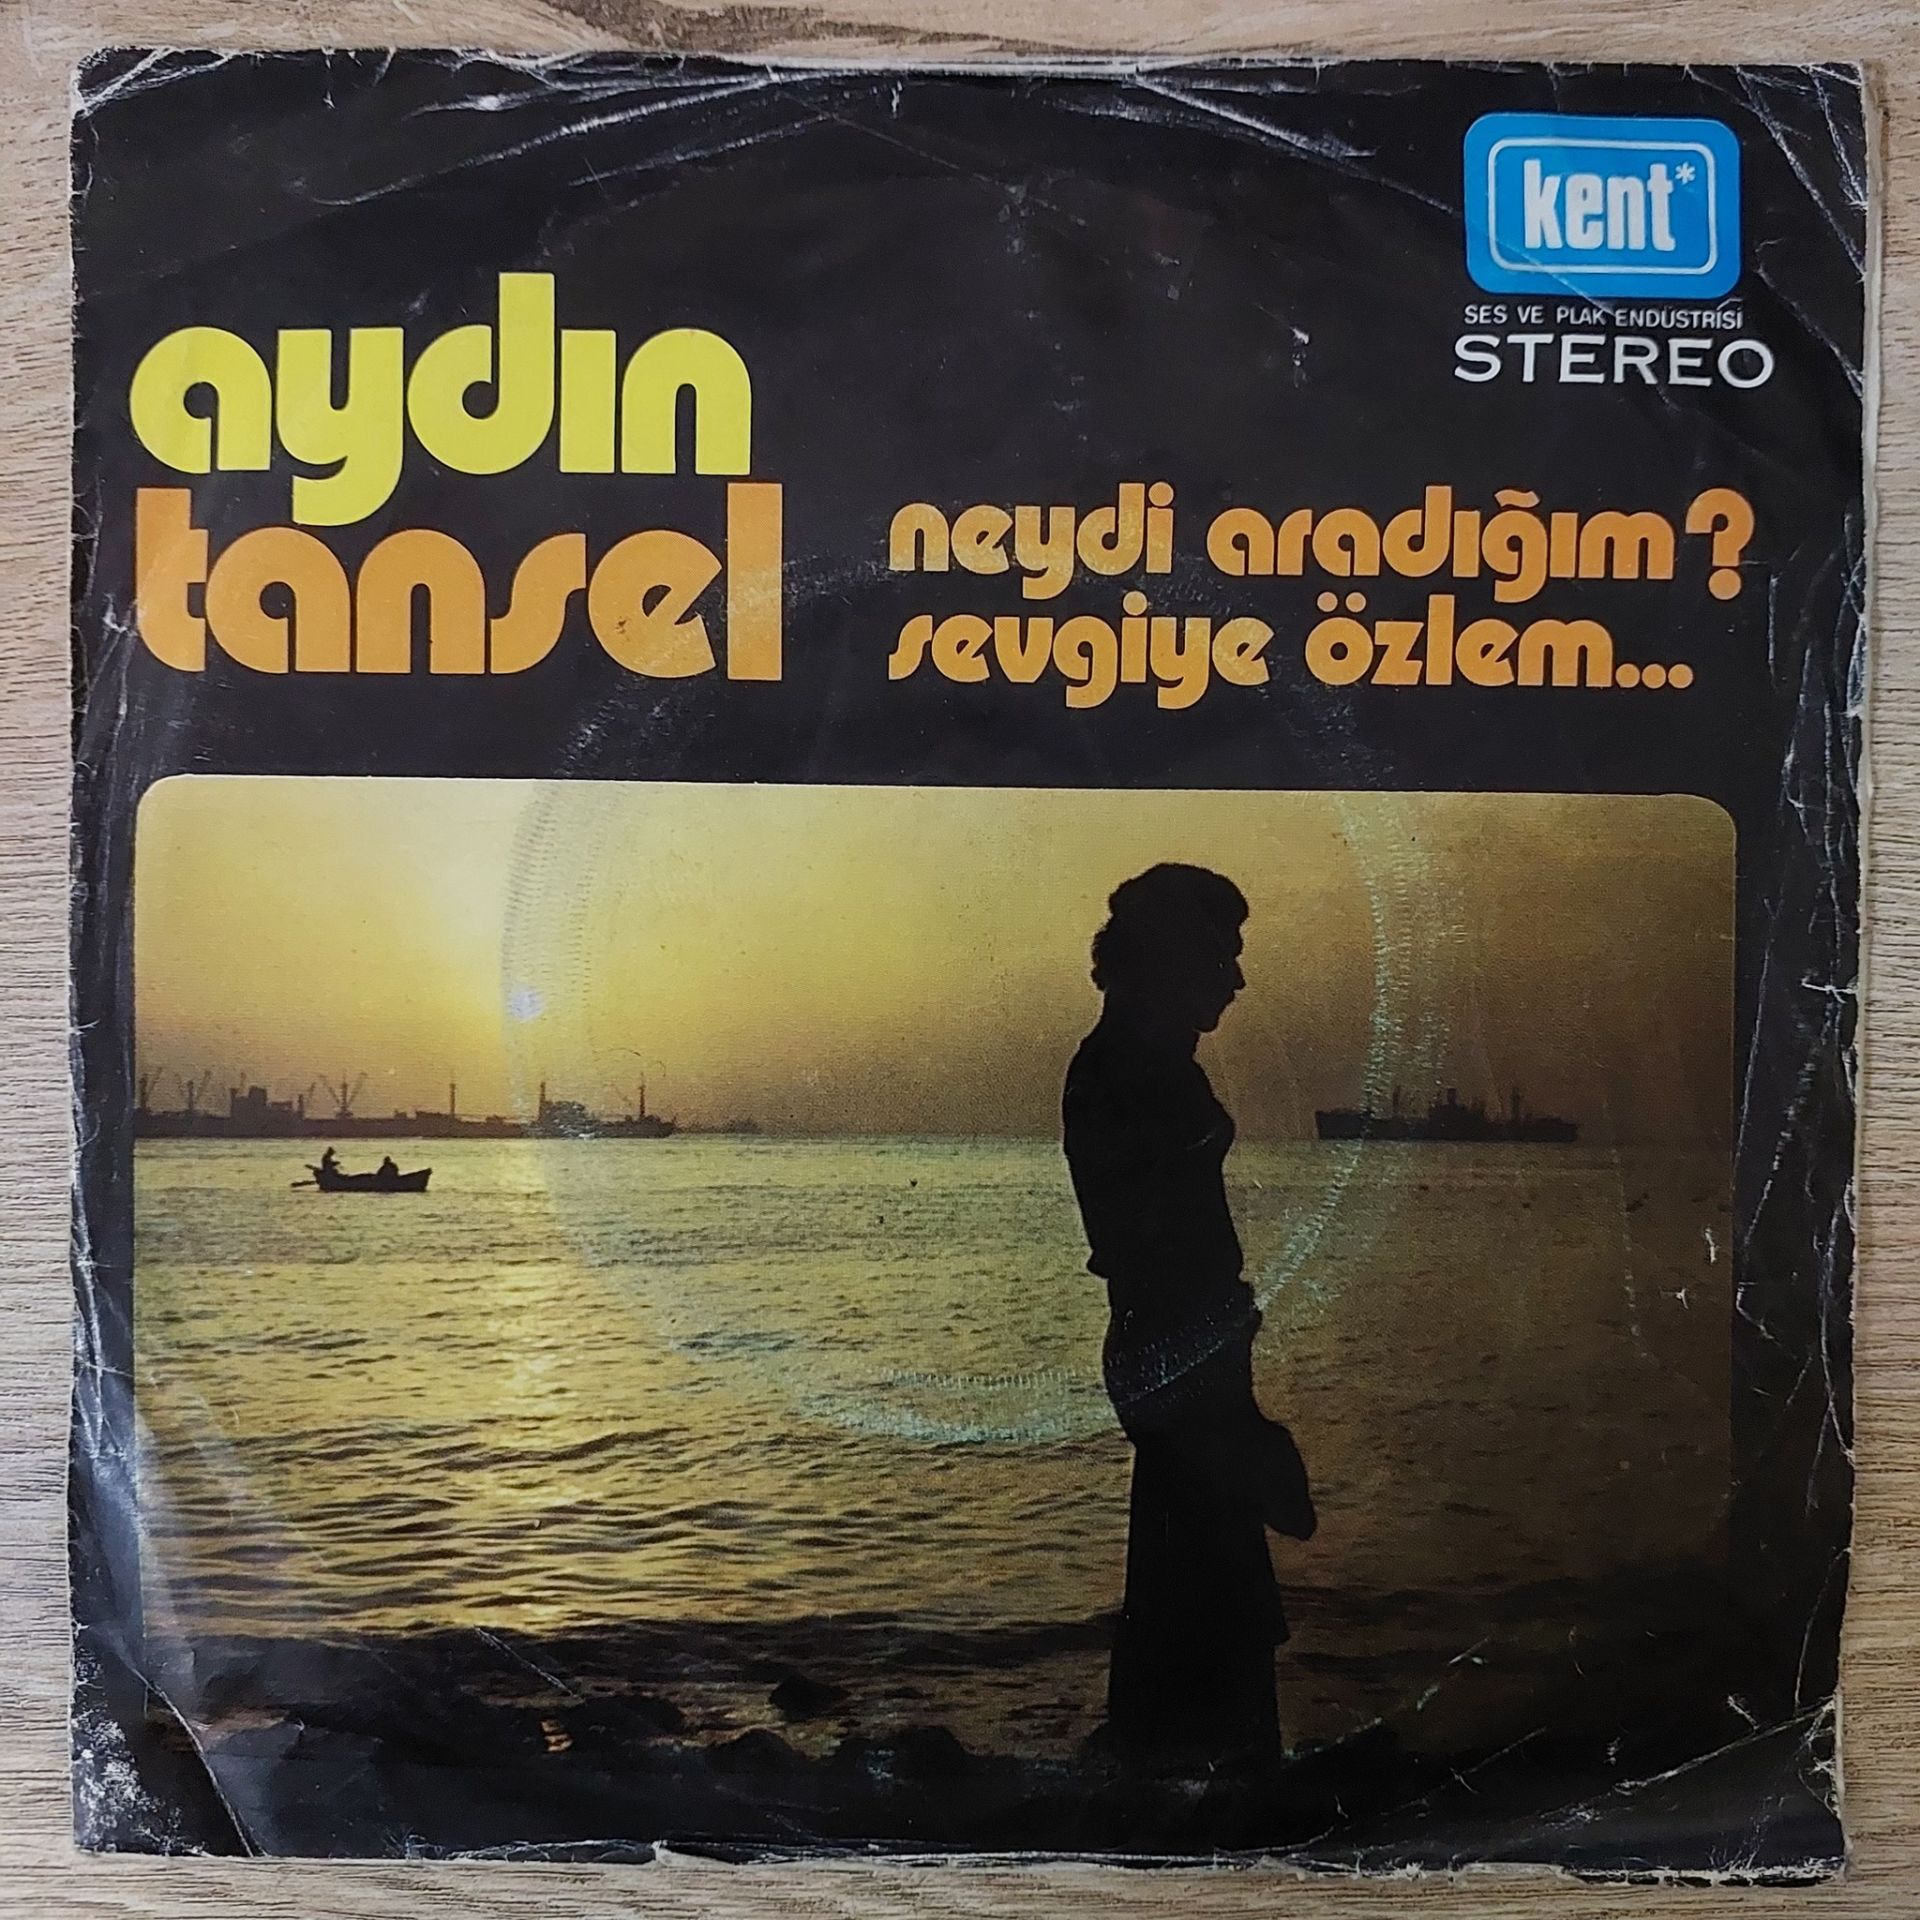 kent*
SES VE PLAK ENDÜSTRİSİ
STEREO
aydın
tansel
neydi aradığım?
sevgiye özlem...